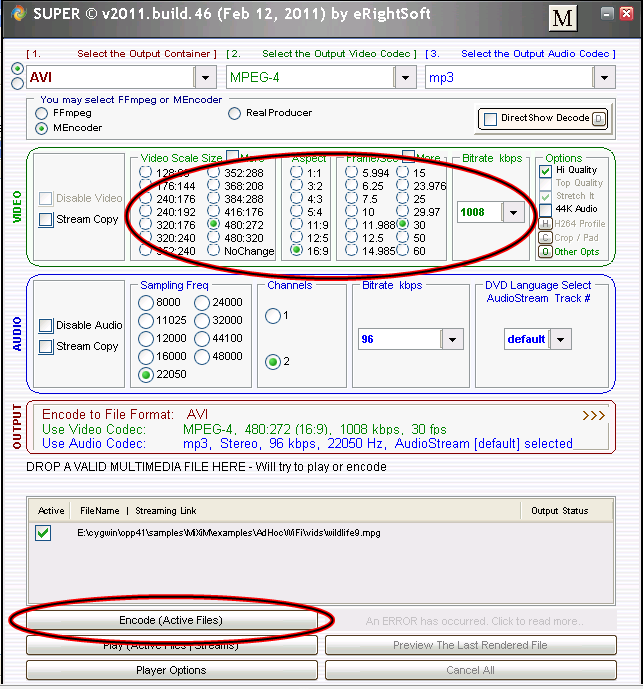 SUPER © v2011.build.46 (Feb 12, 2011) by eRightSoft
M
[ 1. Select the Output Container ]
[ 2. Select the Output Video Codec ]
[ 3. Select the Output Audio Codec ]
AVI
MPEG-4
mp3
You may select FFmpeg or MEncoder
FFmpeg
RealProducer
MEncoder
DirectShow Decode D
VIDEO
Disable Video
Stream Copy
Video Scale Size More
128:96
176:144
240:176
240:192
320:176
320:240
352:240
352:288
368:208
384:288
416:176
480:272
480:320
NoChange
Aspect
1:1
3:2
4:3
5:4
11:9
12:5
16:9
Frame/Sec More
5.994
6.25
7.5
10
11.988
12.5
14.985
15
23.976
25
29.97
30
50
60
Bitrate kbps
1008
Options
Hi Quality
Top Quality
Stretch It
44K Audio
H H264 Profile
C Crop / Pad
O Other Opts
AUDIO
Disable Audio
Stream Copy
Sampling Freq
8000
11025
12000
16000
22050
24000
32000
44100
48000
Channels
1
2
Bitrate kbps
96
DVD Language Select
AudioStream Track #
default
OUTPUT
Encode to File Format: AVI
>>>
Use Video Codec: MPEG-4, 480:272 (16:9), 1008 kbps, 30 fps
Use Audio Codec: mp3, Stereo, 96 kbps, 22050 Hz, AudioStream [default] selected
DROP A VALID MULTIMEDIA FILE HERE - Will try to play or encode
Active FileName | Streaming Link Output Status
E:\cygwin\opp41\samples\MiXiM\examples\AdHocWiFi\vids\wildlife9.mpg
Encode (Active Files)
An ERROR has occurred. Click to read more..
Play (Active Files | Streams)
Preview The Last Rendered File
Player Options
Cancel All